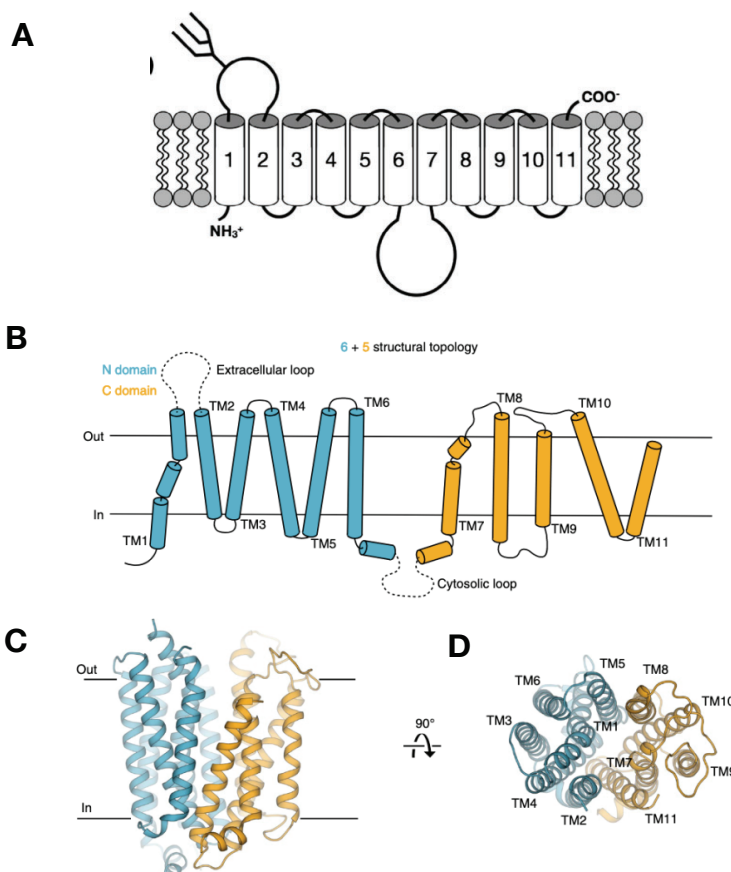 A
)
1 2 3 4 5 6 7 8 9 10 11
COO-
NH₃⁺
B
6 + 5 structural topology
N domain
C domain
Extracellular loop
TM2 TM4 TM6 TM8 TM10
Out
In
TM1 TM3 TM5 TM7 TM9 TM11
Cytosolic loop
C
Out
In
90°
D
TM5
TM6 TM8
TM3 TM1 TM10
TM7
TM4 TM9
TM2 TM11